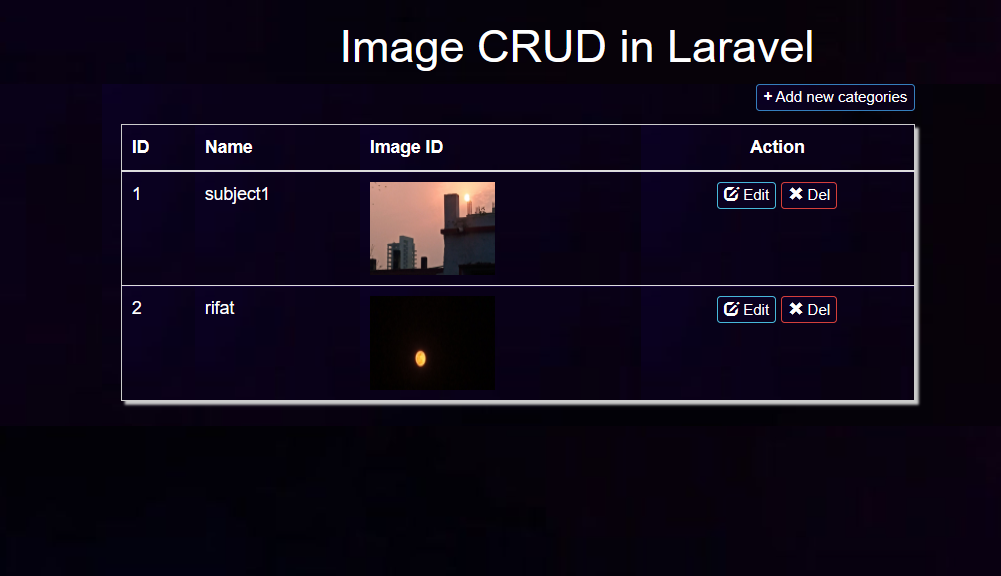 Image CRUD in Laravel
+ Add new categories
ID Name Image ID Action
1 subject1 Edit Del
2 rifat Edit Del